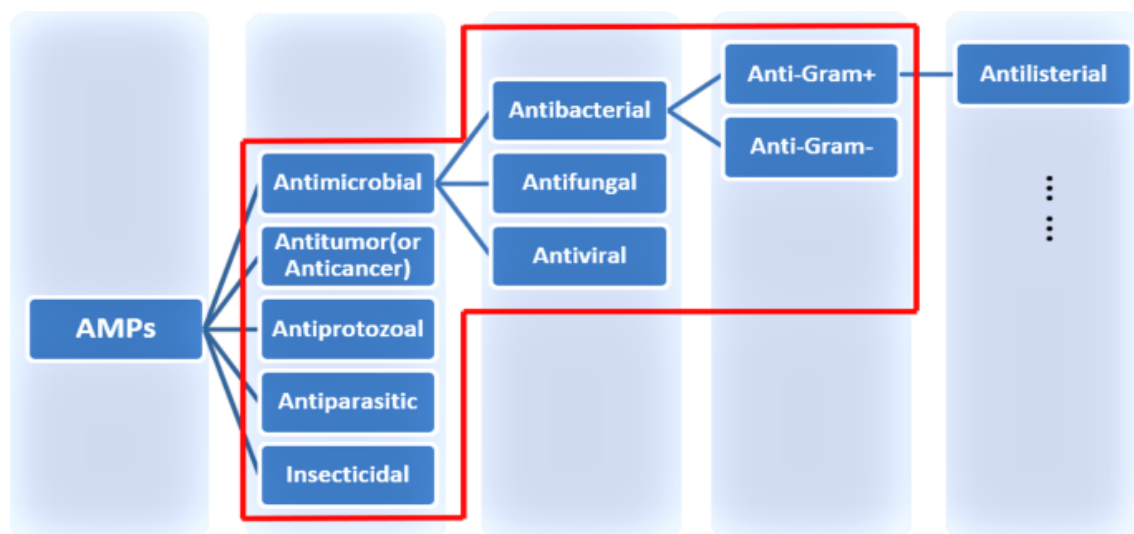 AMPs
Antimicrobial
Antitumor(or
Anticancer)
Antiprotozoal
Antiparasitic
Insecticidal
Antibacterial
Antifungal
Antiviral
Anti-Gram+
Anti-Gram-
Antilisterial
⋮
⋮